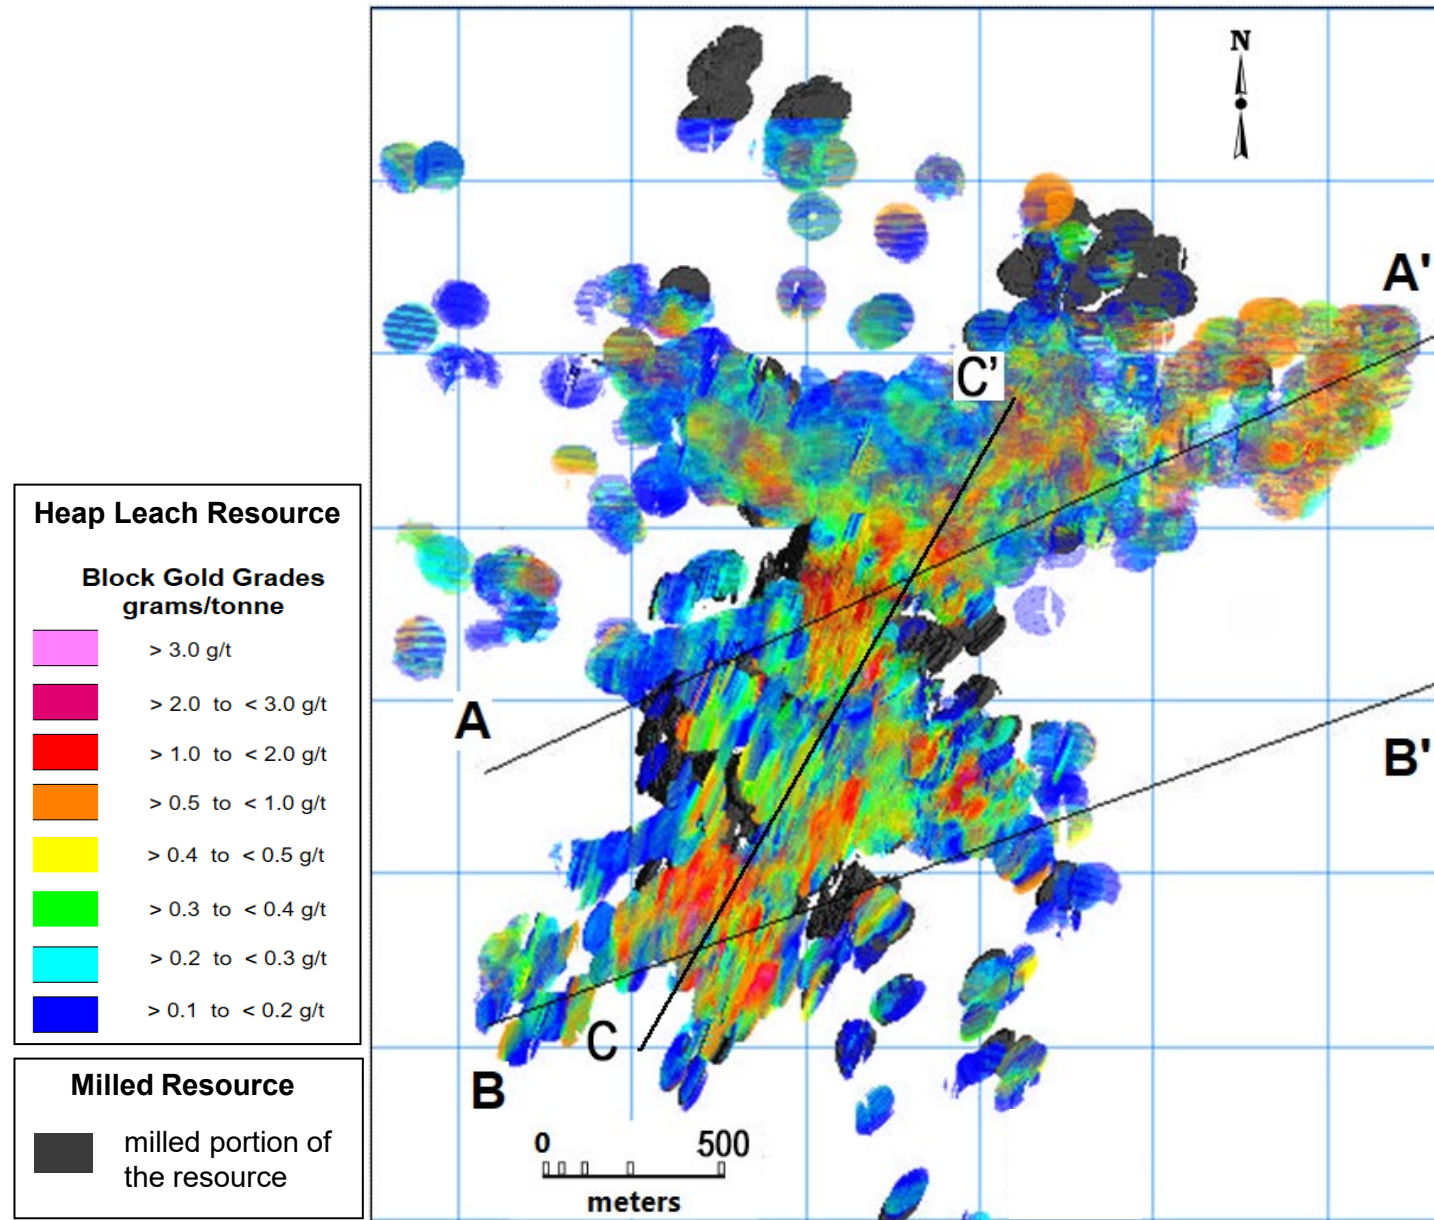 N
A'
C'
Heap Leach Resource
Block Gold Grades
grams/tonne
> 3.0 g/t
> 2.0 to < 3.0 g/t
> 1.0 to < 2.0 g/t
> 0.5 to < 1.0 g/t
> 0.4 to < 0.5 g/t
> 0.3 to < 0.4 g/t
> 0.2 to < 0.3 g/t
> 0.1 to < 0.2 g/t
A
B'
C
B
Milled Resource
milled portion of
the resource
0 500
meters